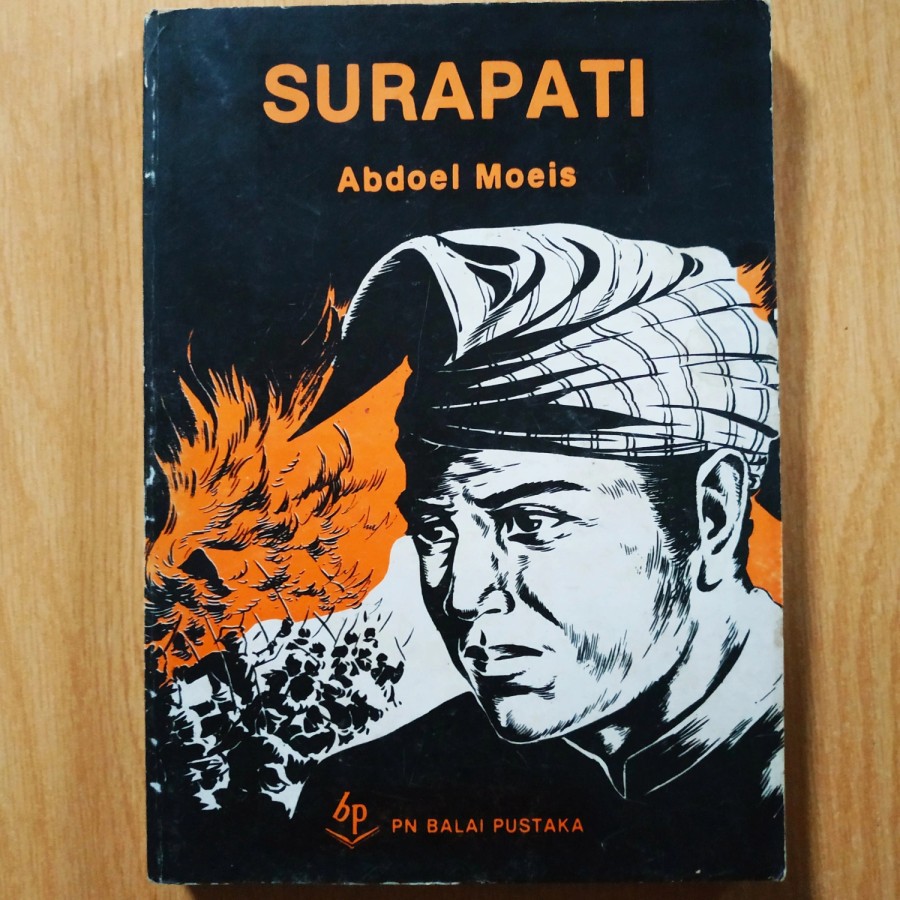 SURAPATI
Abdoel Moeis
bp PN BALAI PUSTAKA